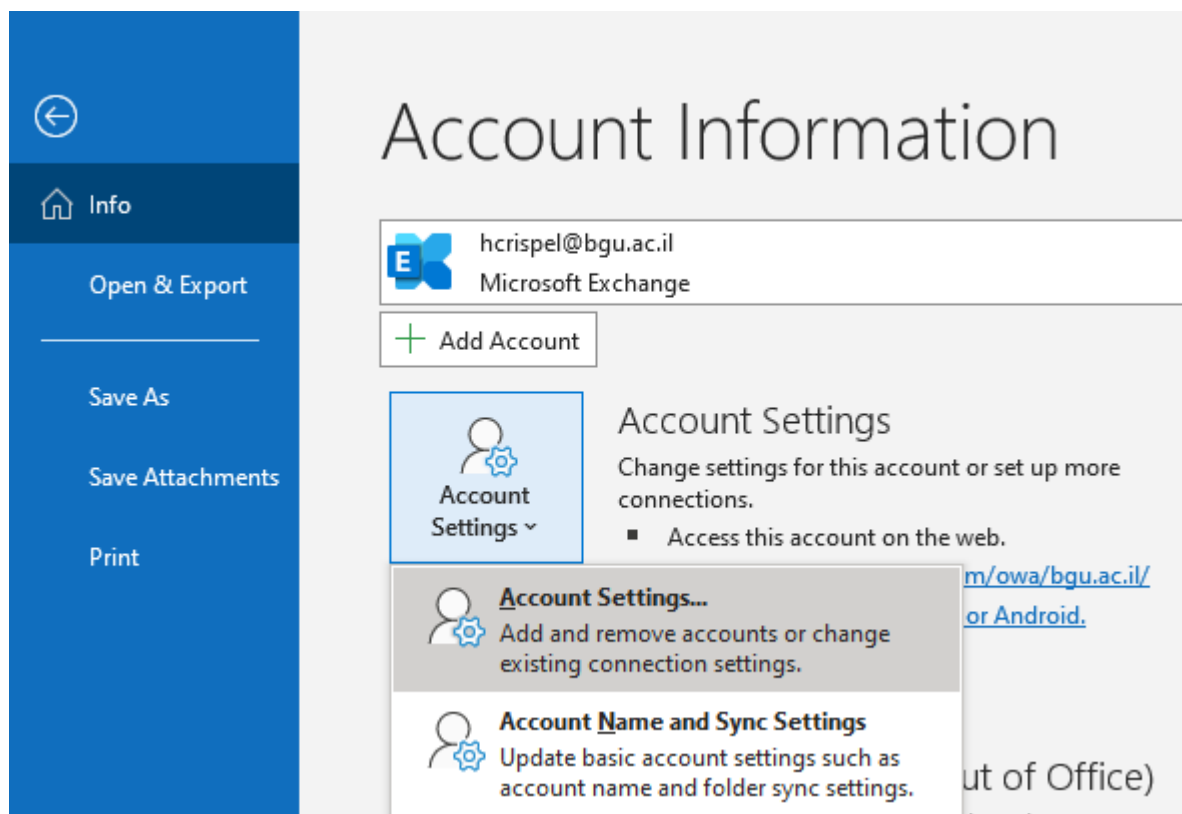 Account Information
Info
Open & Export
Save As
Save Attachments
Print
hcrispel@bgu.ac.il
Microsoft Exchange
Add Account
Account
Settings
Account Settings
Change settings for this account or set up more
connections.
Access this account on the web.
m/owa/bgu.ac.il/
or Android.
Account Settings...
Add and remove accounts or change
existing connection settings.
Account Name and Sync Settings
Update basic account settings such as
account name and folder sync settings.
ut of Office)